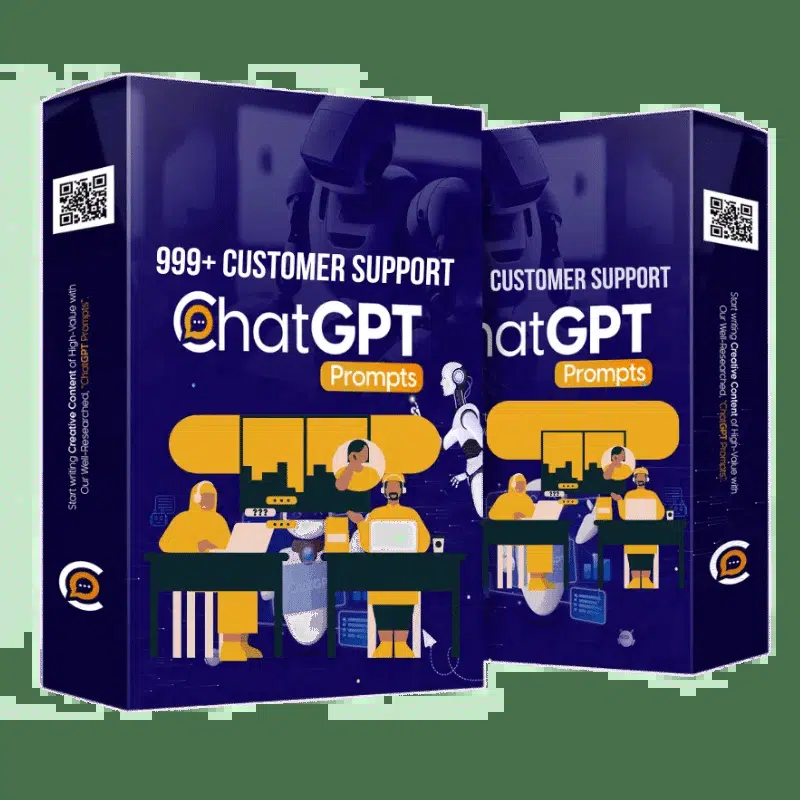 999+ CUSTOMER SUPPORT
ChatGPT
Prompts
???
Start writing Creative Content of High-Value with
Our Well-Researched, "ChatGPT Prompts".
CUSTOMER SUPPORT
hatGPT
Prompts
???
Start writing Creative Content of High-Value with
Our Well-Researched, "ChatGPT Prompts".